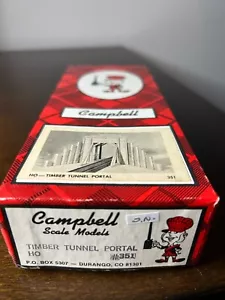 Campbell
HO - TIMBER TUNNEL PORTAL
351
Campbell
Scale Models
TIMBER TUNNEL PORTAL
HO #351
P.O. BOX 5307 - DURANGO, CO 81301